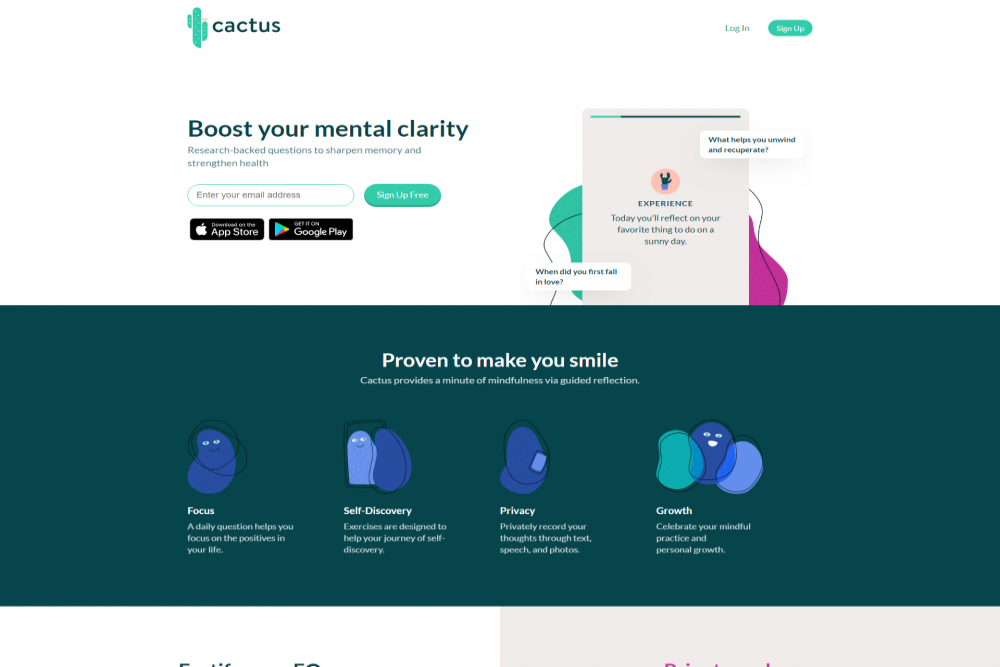 cactus
Log In
Sign Up
Boost your mental clarity
Research-backed questions to sharpen memory and
strengthen health
Enter your email address
Sign Up Free
Download on the
App Store
GET IT ON
Google Play
What helps you unwind
and recuperate?
EXPERIENCE
Today you'll reflect on your
favorite thing to do on a
sunny day.
When did you first fall
in love?
Proven to make you smile
Cactus provides a minute of mindfulness via guided reflection.
Focus
A daily question helps you
focus on the positives in
your life.
Self-Discovery
Exercises are designed to
help your journey of self-
discovery.
Privacy
Privately record your
thoughts through text,
speech, and photos.
Growth
Celebrate your mindful
practice and
personal growth.